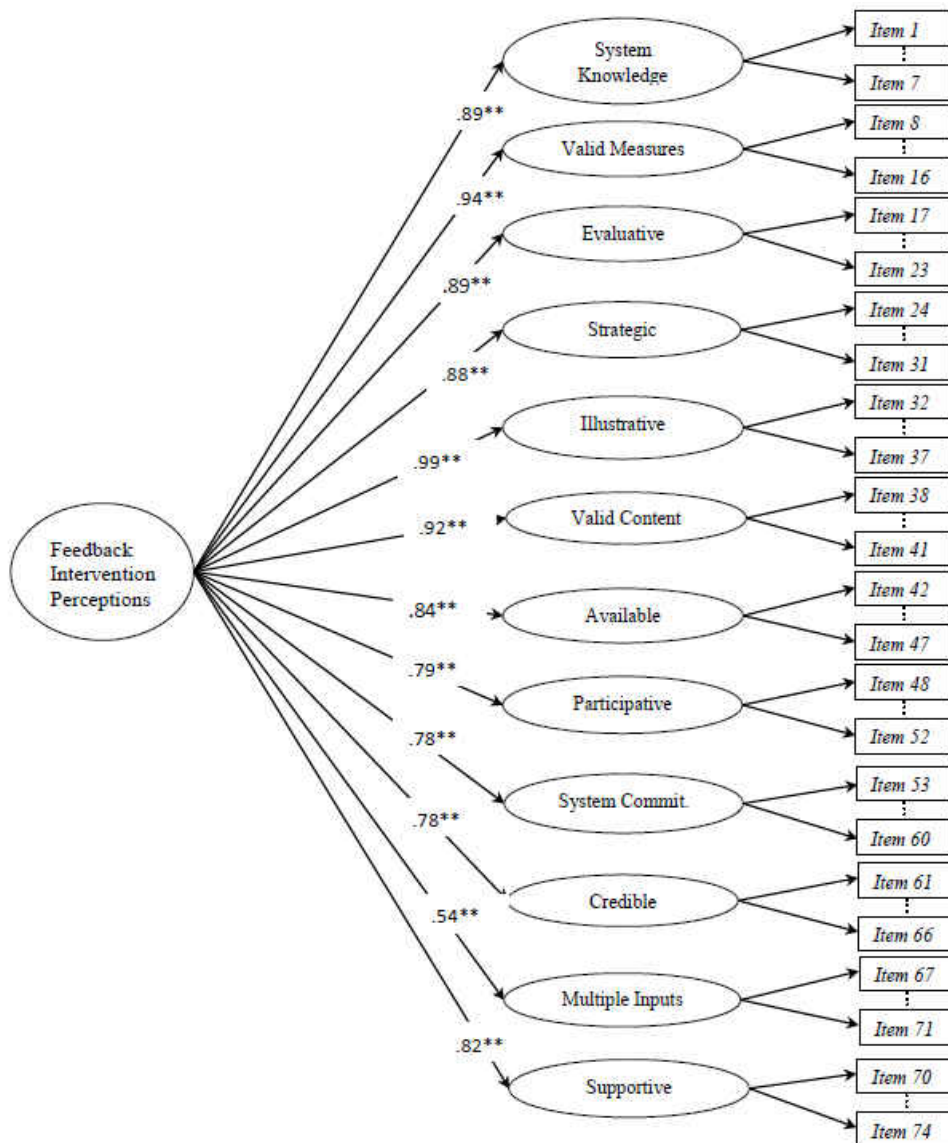 System
Knowledge
Item 1
Item 7
.89**
Valid Measures
Item 8
Item 16
.94**
Evaluative
Item 17
Item 23
.89**
Strategic
Item 24
Item 31
.88**
Illustrative
Item 32
Item 37
.99**
Valid Content
Item 38
Item 41
.92**
Feedback
Intervention
Perceptions
Available
Item 42
Item 47
.84**
Participative
Item 48
Item 52
.79**
System Commit.
Item 53
Item 60
.78**
Credible
Item 61
Item 66
.78**
Multiple Inputs
Item 67
Item 71
.54**
Supportive
Item 70
Item 74
.82**